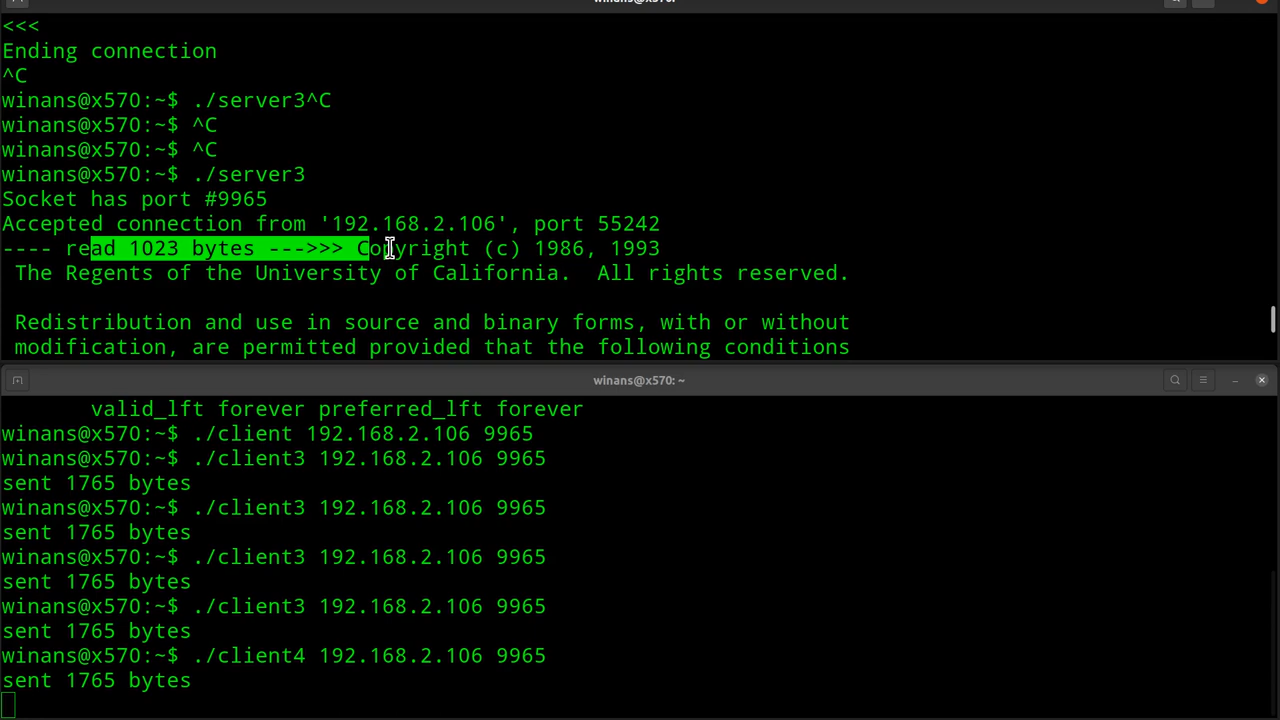 winans@x570:~
<<<
Ending connection
^C
winans@x570:~$ ./server3^C
winans@x570:~$ ^C
winans@x570:~$ ^C
winans@x570:~$ ./server3
Socket has port #9965
Accepted connection from '192.168.2.106', port 55242
---- read 1023 bytes --->>> Copyright (c) 1986, 1993
The Regents of the University of California.  All rights reserved.
Redistribution and use in source and binary forms, with or without
modification, are permitted provided that the following conditions
winans@x570: ~
valid_lft forever preferred_lft forever
winans@x570:~$ ./client 192.168.2.106 9965
winans@x570:~$ ./client3 192.168.2.106 9965
sent 1765 bytes
winans@x570:~$ ./client3 192.168.2.106 9965
sent 1765 bytes
winans@x570:~$ ./client3 192.168.2.106 9965
sent 1765 bytes
winans@x570:~$ ./client3 192.168.2.106 9965
sent 1765 bytes
winans@x570:~$ ./client4 192.168.2.106 9965
sent 1765 bytes